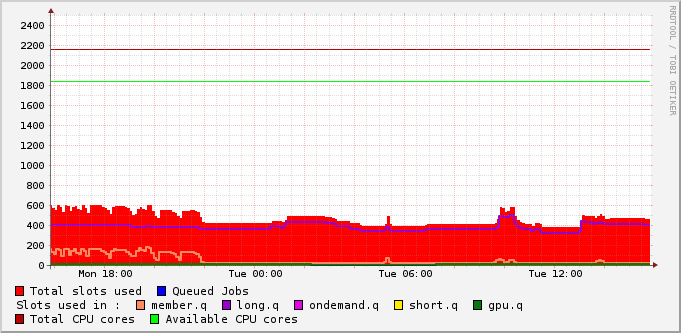 RRDTOOL / TOBI OETIKER
2400
2200
2000
1800
1600
1400
1200
1000
800
600
400
200
0
Mon 18:00 Tue 00:00 Tue 06:00 Tue 12:00
Total slots used Queued Jobs
Slots used in : member.q long.q ondemand.q short.q gpu.q
Total CPU cores Available CPU cores